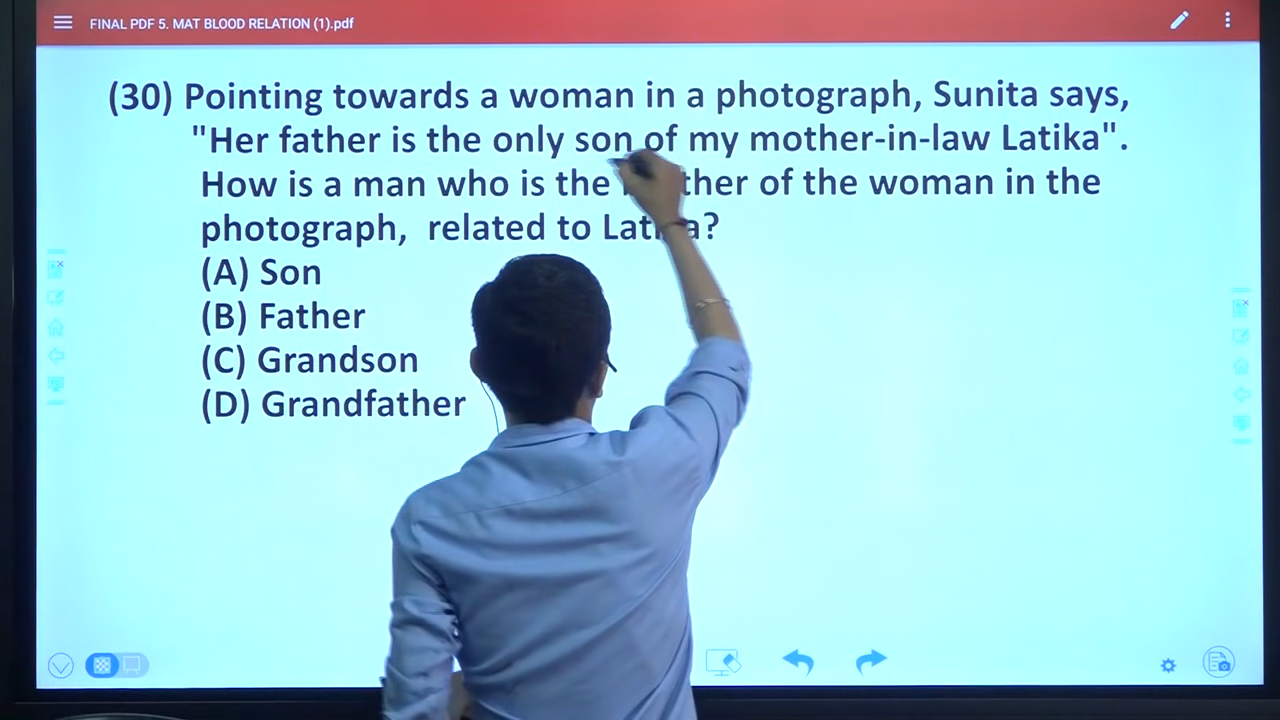 FINAL PDF 5. MAT BLOOD RELATION (1).pdf
(30) Pointing towards a woman in a photograph, Sunita says,
"Her father is the only son of my mother-in-law Latika".
How is a man who is the of the woman in the
photograph, related to Latika?
(A) Son
(B) Father
(C) Grandson
(D) Grandfather